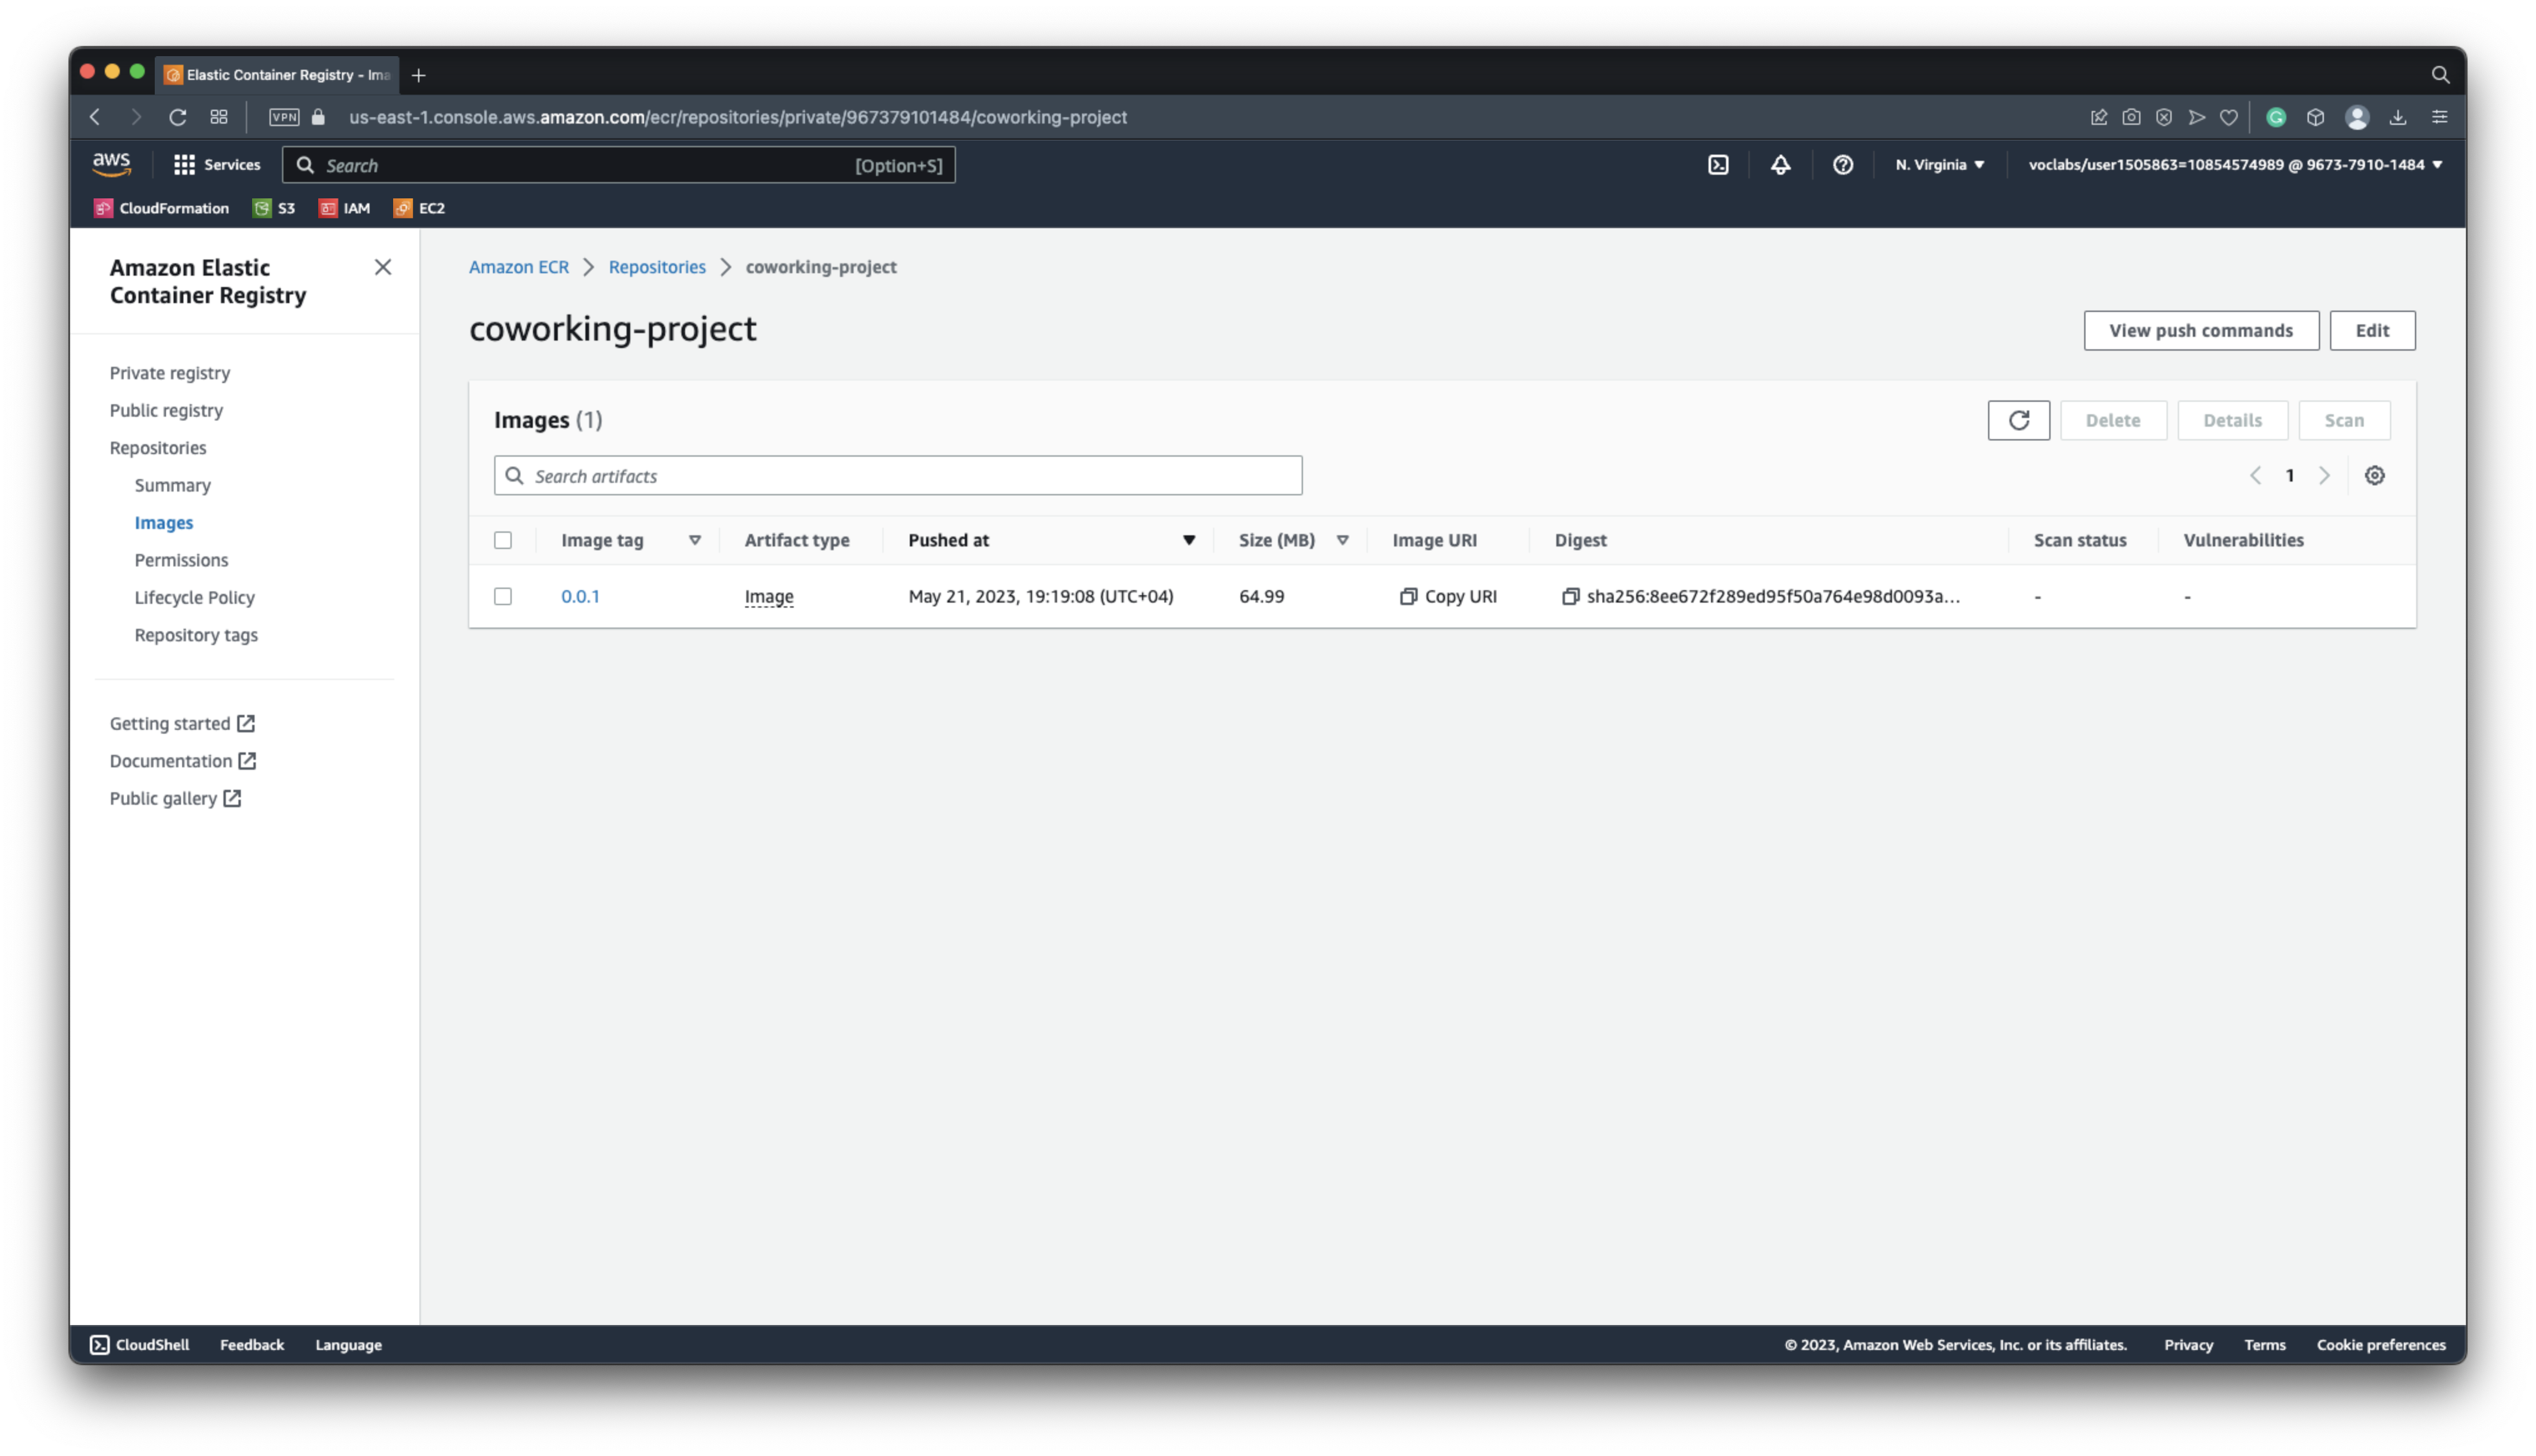 Elastic Container Registry - Ima
VPN us-east-1.console.aws.amazon.com/ecr/repositories/private/967379101484/coworking-project
aws Services Search [Option+S] N. Virginia voclabs/user1505863=10854574989 @ 9673-7910-1484
CloudFormation S3 IAM EC2
Amazon Elastic
Container Registry
Private registry
Public registry
Repositories
Summary
Images
Permissions
Lifecycle Policy
Repository tags
Getting started
Documentation
Public gallery
Amazon ECR Repositories coworking-project
coworking-project View push commands Edit
Images (1) Delete Details Scan
Search artifacts 1
Image tag Artifact type Pushed at Size (MB) Image URI Digest Scan status Vulnerabilities
0.0.1 Image May 21, 2023, 19:19:08 (UTC+04) 64.99 Copy URI sha256:8ee672f289ed95f50a764e98d0093a... - -
CloudShell Feedback Language © 2023, Amazon Web Services, Inc. or its affiliates. Privacy Terms Cookie preferences